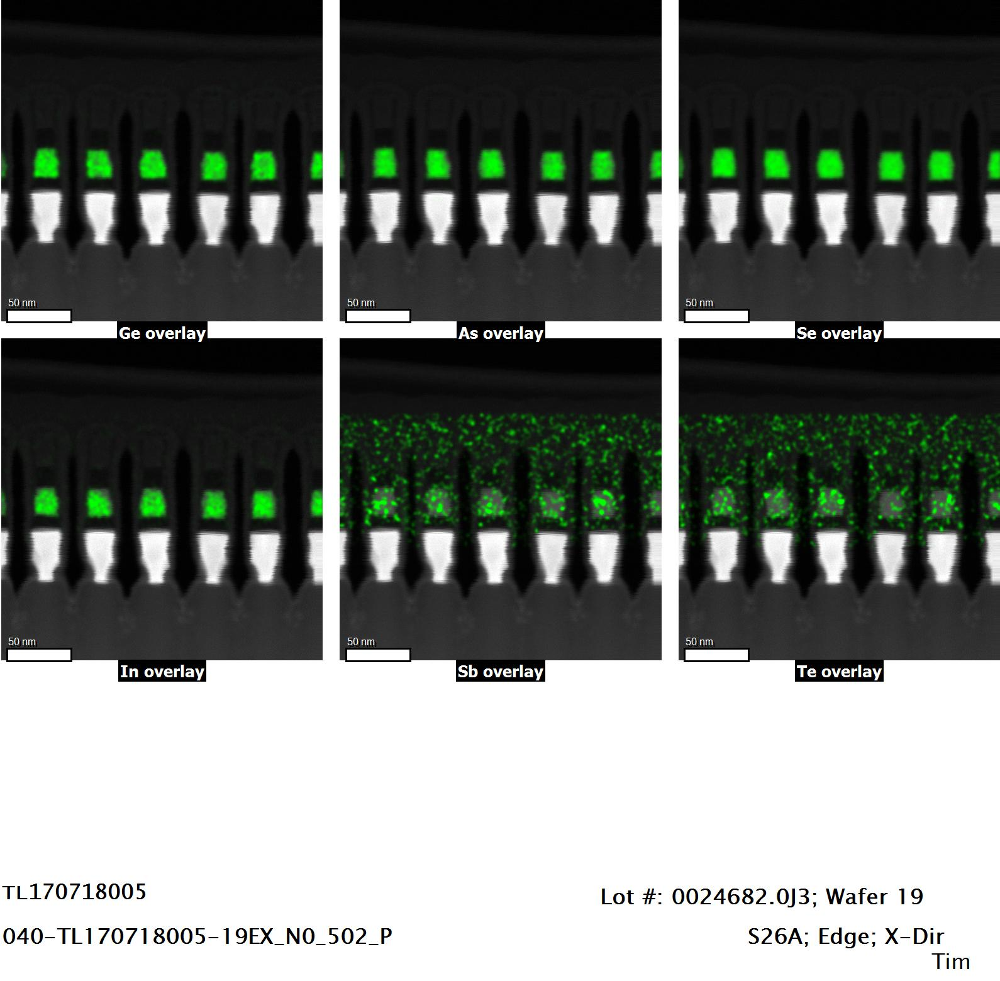 50 nm
50 nm
50 nm
Ge overlay
As overlay
Se overlay
50 nm
50 nm
50 nm
In overlay
Sb overlay
Te overlay
TL170718005
Lot #: 0024682.0J3; Wafer 19
040-TL170718005-19EX_N0_502_P
S26A; Edge; X-Dir
Tim